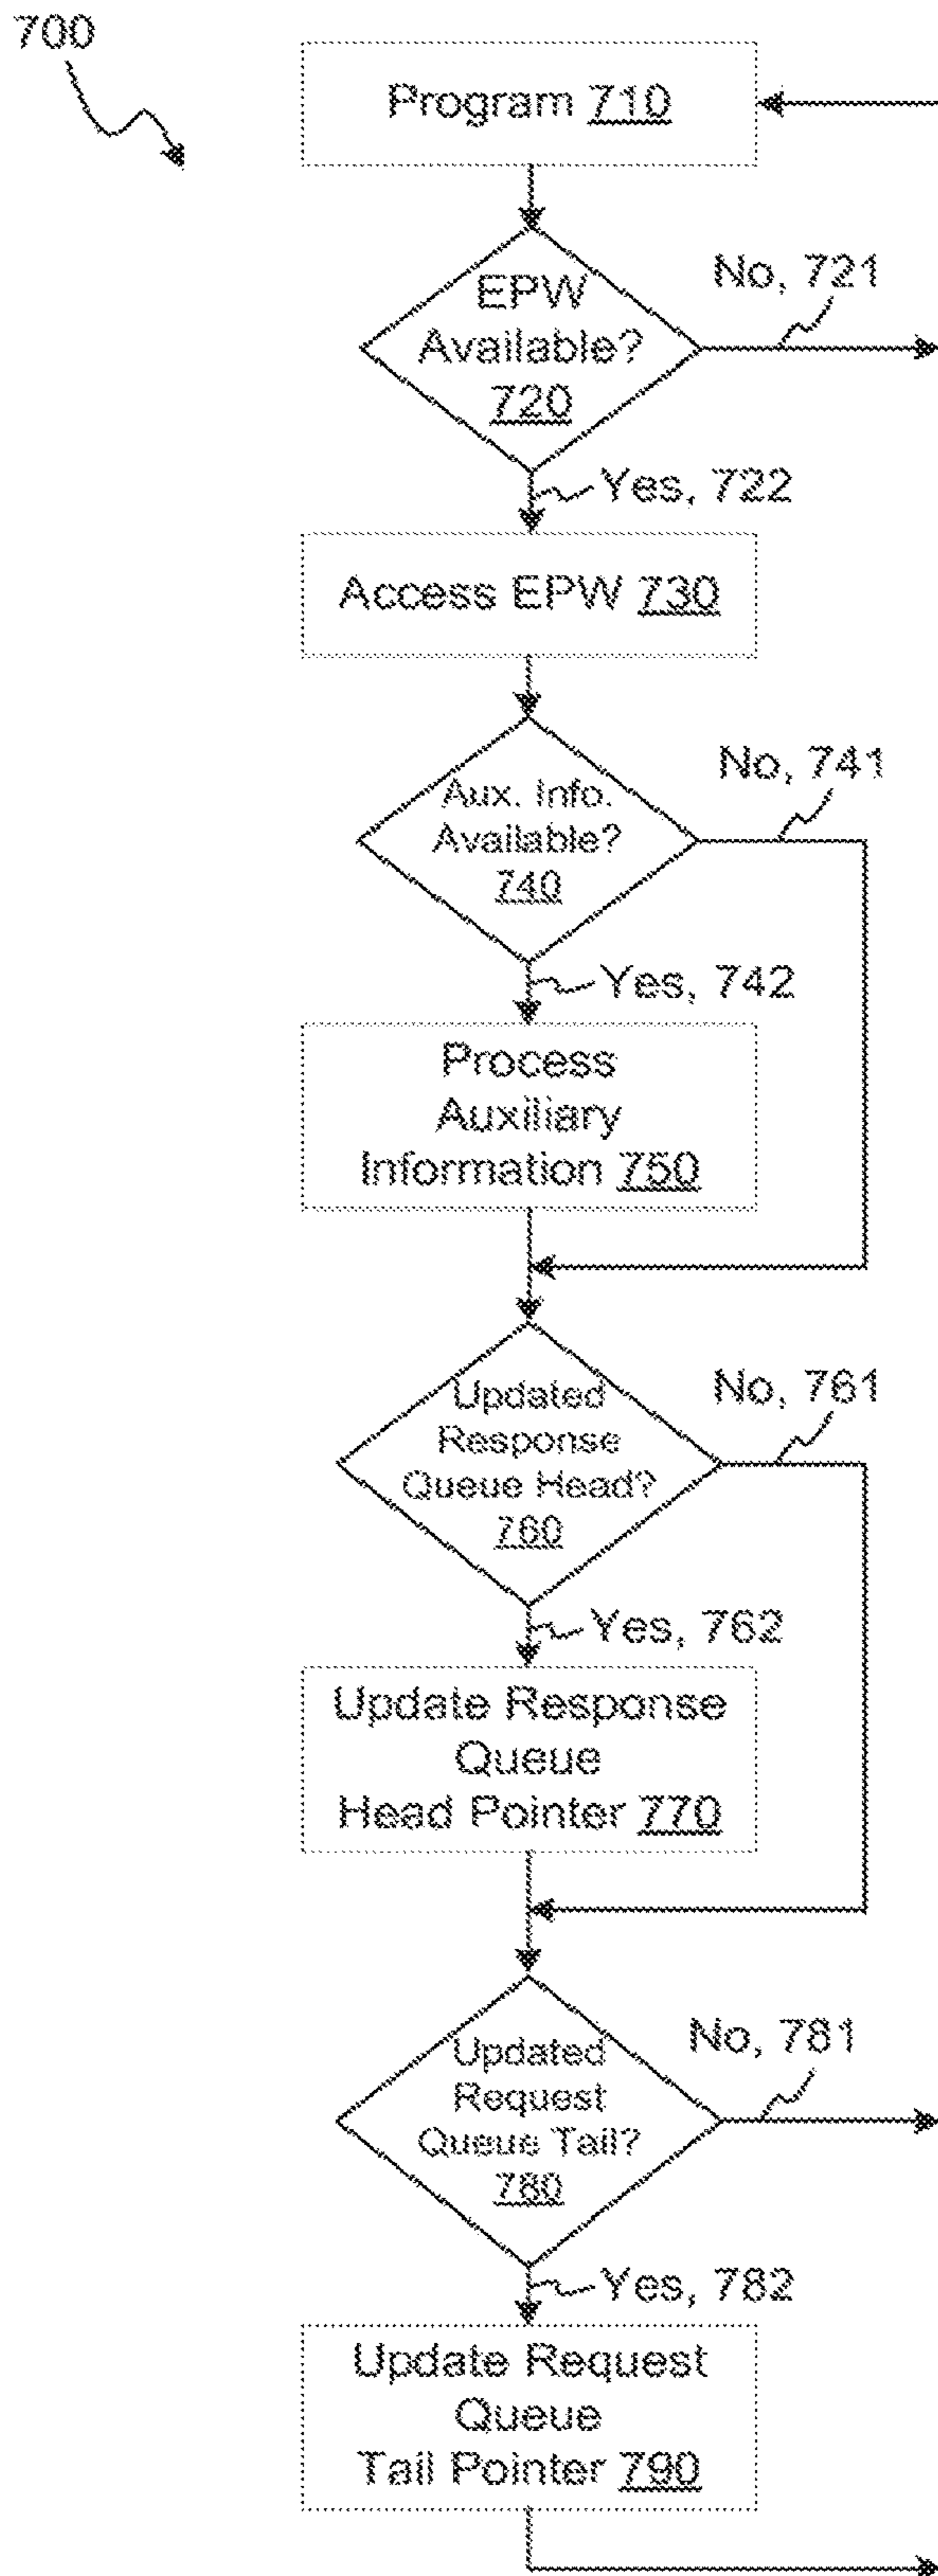 700
Program 710
EPW
Available?
720
No, 721
Yes, 722
Access EPW 730
Aux. Info.
Available?
740
No, 741
Yes, 742
Process
Auxiliary
Information 750
Updated
Response
Queue Head?
760
No, 761
Yes, 762
Update Response
Queue
Head Pointer 770
Updated
Request
Queue Tail?
780
No, 781
Yes, 782
Update Request
Queue
Tail Pointer 790